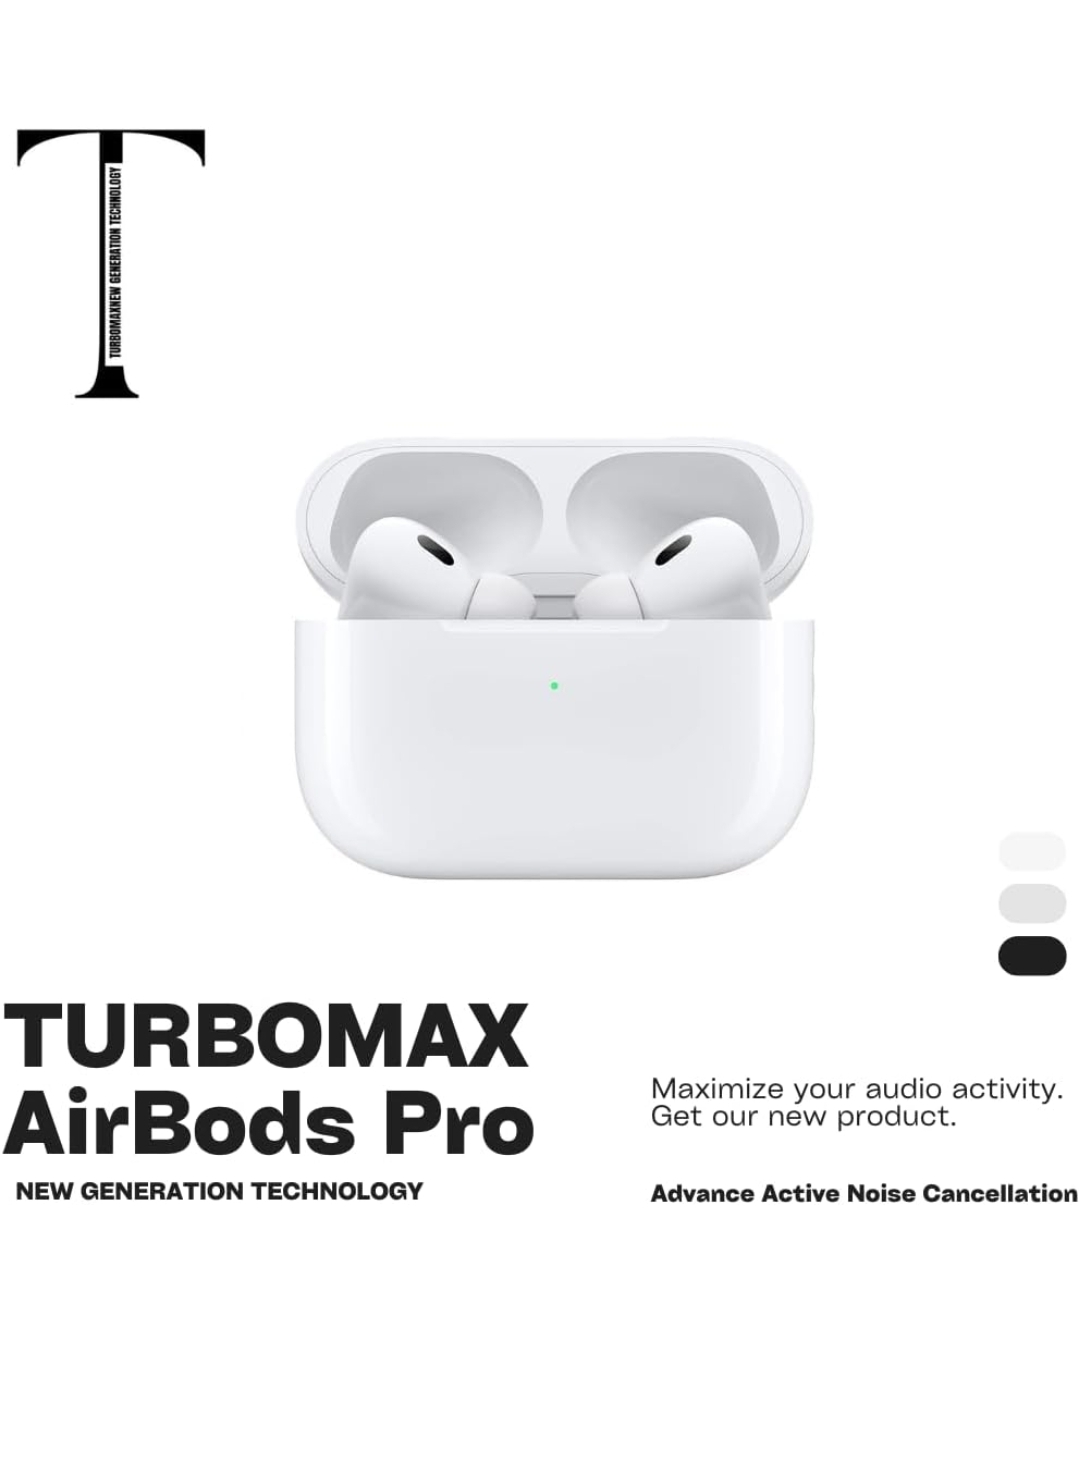 T
TURBOMAXNEW GENERATION TECHNOLOGY
TURBOMAX
AirBods Pro
NEW GENERATION TECHNOLOGY
Maximize your audio activity.
Get our new product.
Advance Active Noise Cancellation